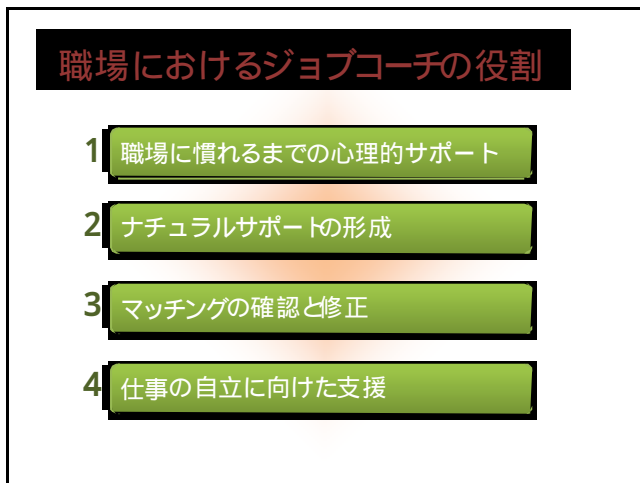 職場におけるジョブコーチの役割
1 職場に慣れるまでの心理的サポート
2 ナチュラルサポートの形成
3 マッチングの確認と修正
4 仕事の自立に向けた支援